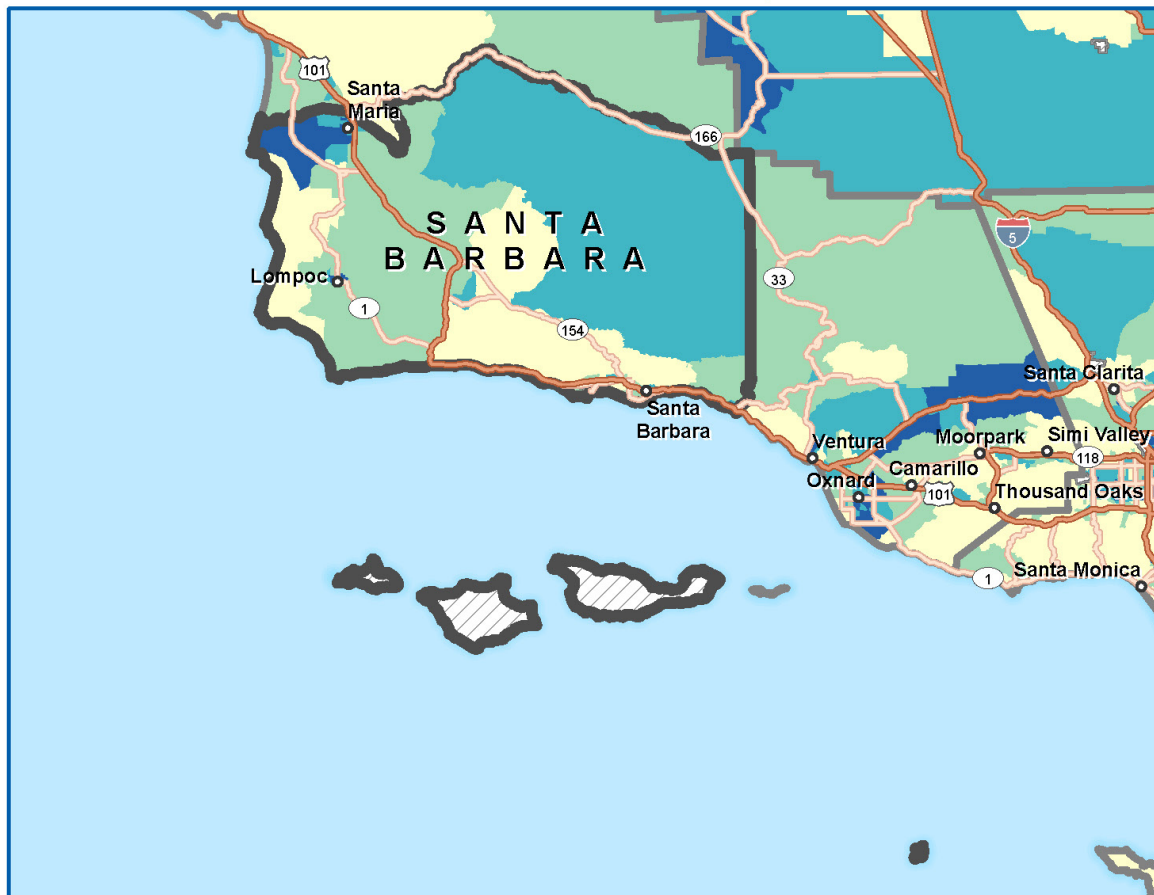 101
Santa
Maria
166
SANTA
BARBARA
5
Lompoc
33
1
154
Santa Clarita
Santa
Barbara
Ventura
Moorpark
Simi Valley
118
Oxnard
Camarillo
101
Thousand Oaks
1
Santa Monica